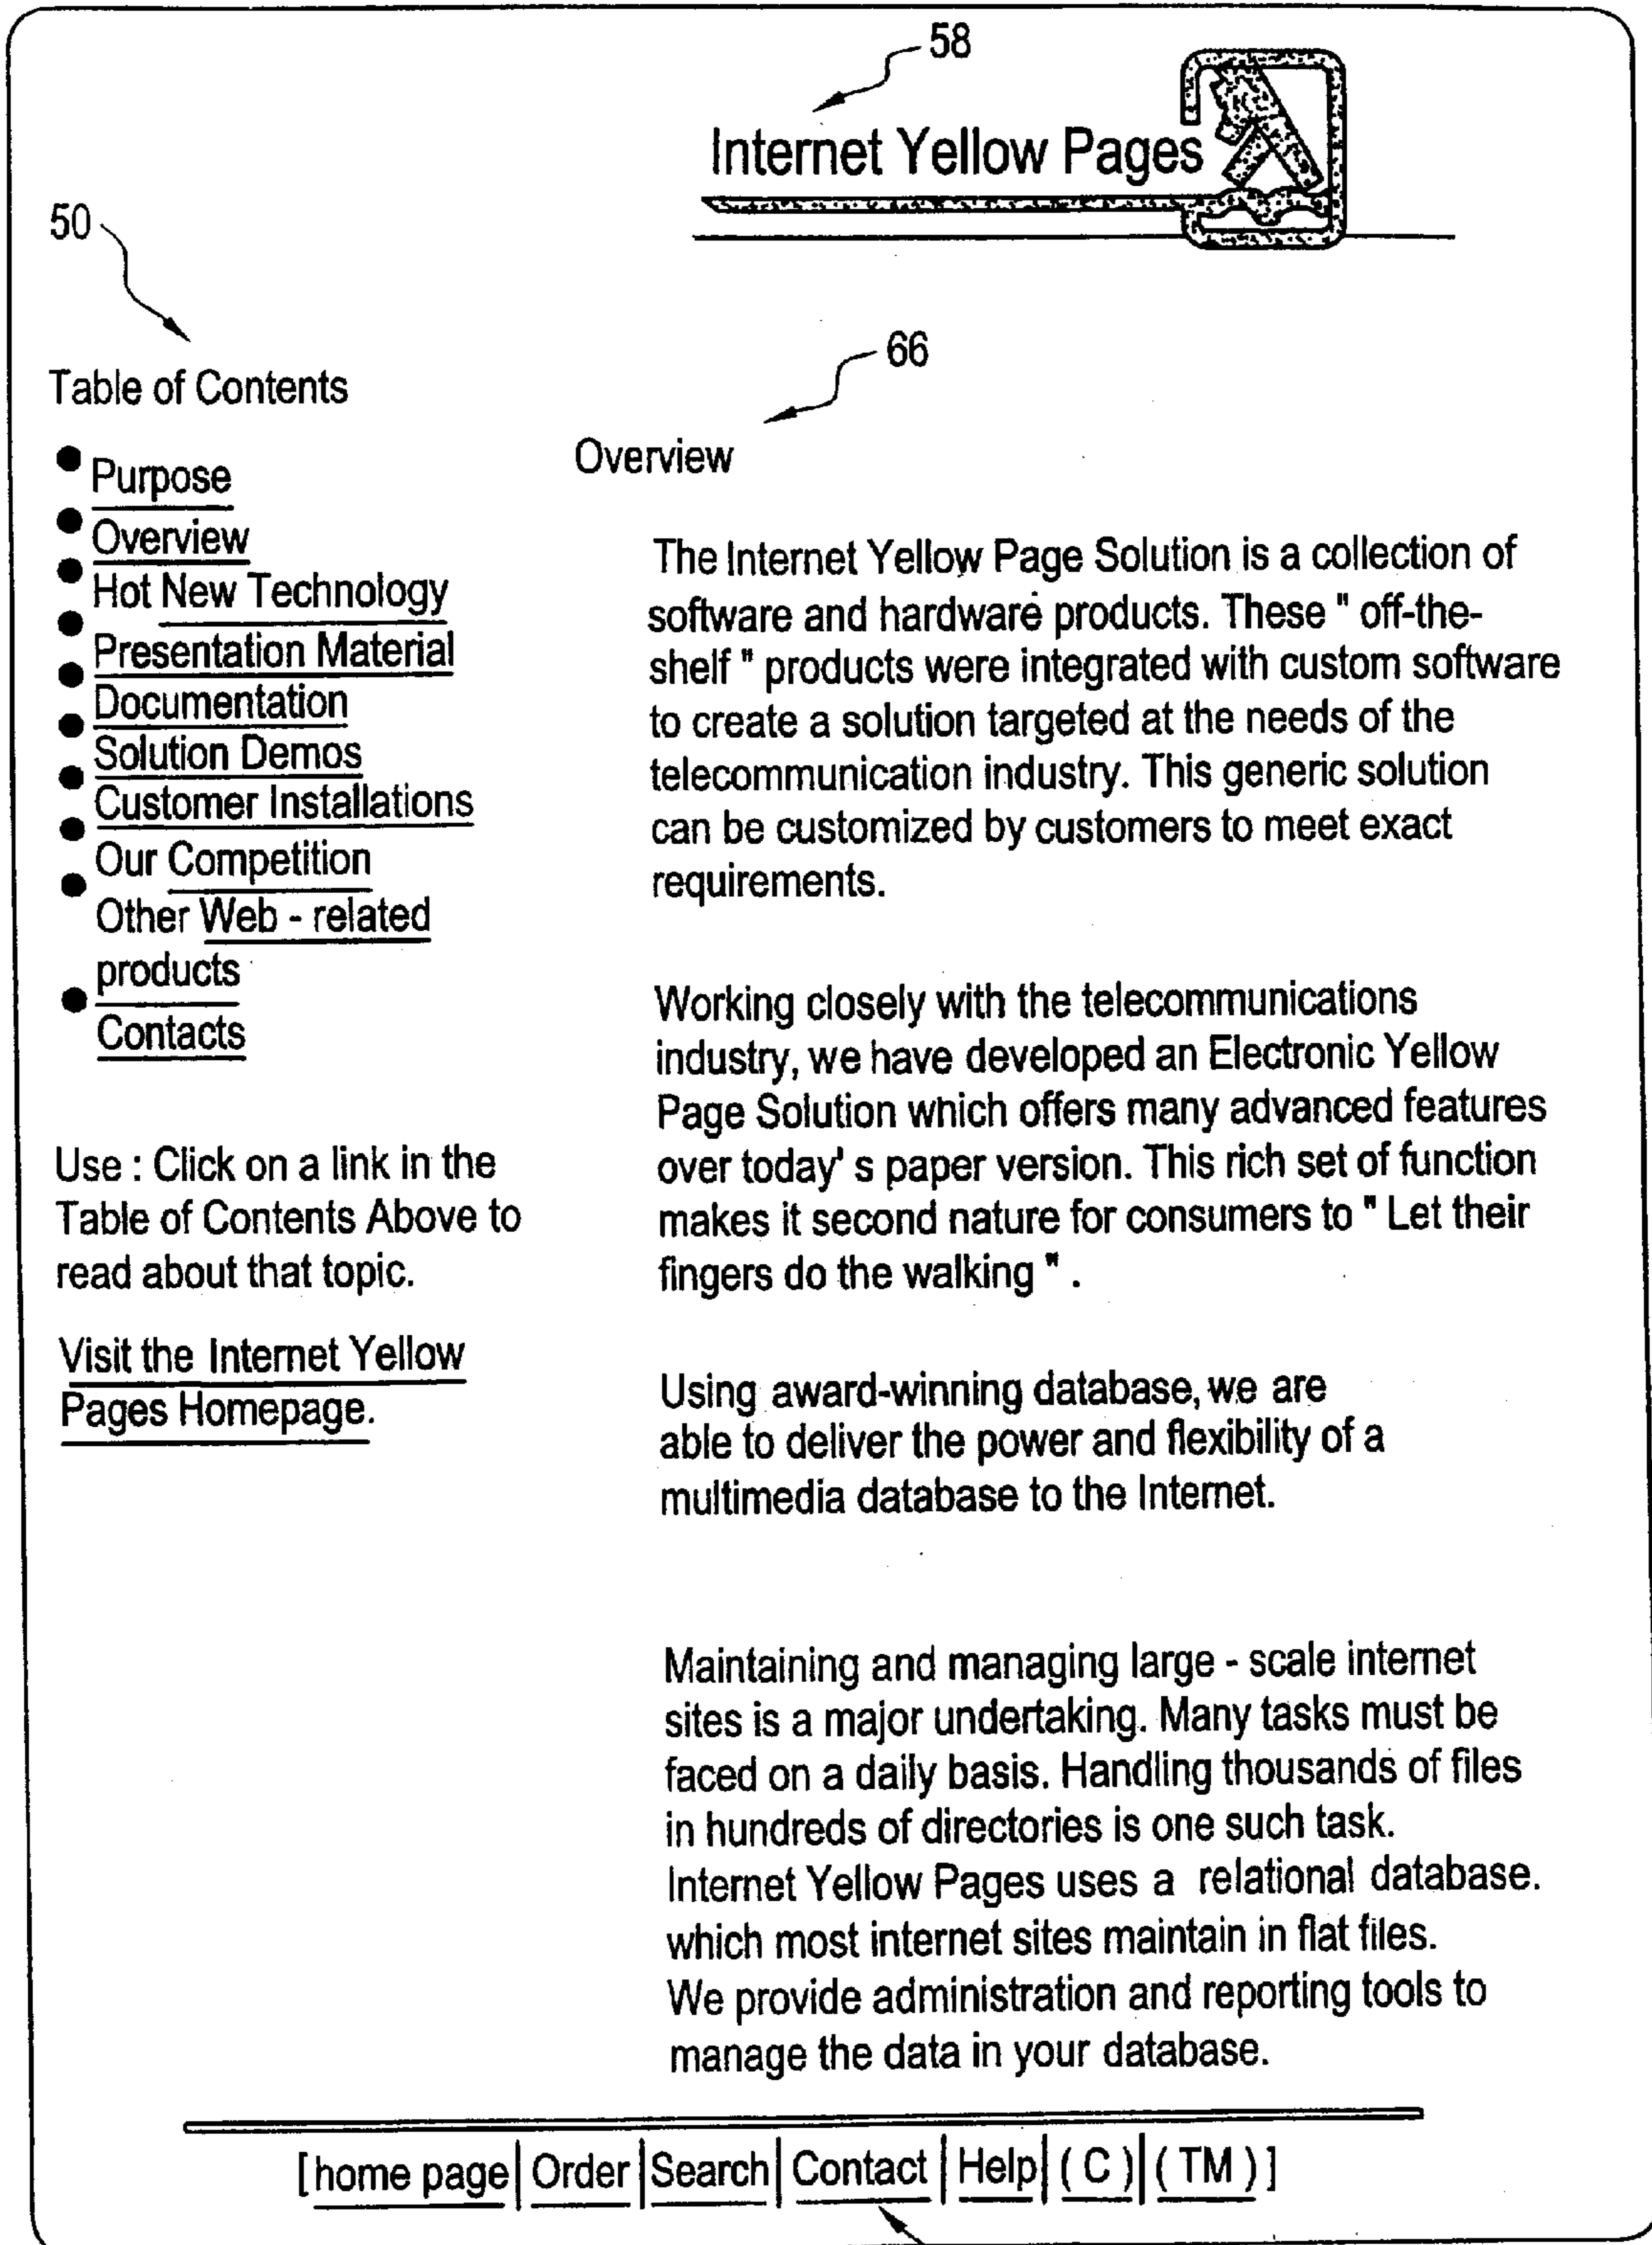 58
Internet Yellow Pages
50
Table of Contents
Purpose
Overview
Hot New Technology
Presentation Material
Documentation
Solution Demos
Customer Installations
Our Competition
Other Web - related
products
Contacts
Use : Click on a link in the
Table of Contents Above to
read about that topic.
Visit the Internet Yellow
Pages Homepage.
66
Overview
The Internet Yellow Page Solution is a collection of
software and hardware products. These " off-the-
shelf " products were integrated with custom software
to create a solution targeted at the needs of the
telecommunication industry. This generic solution
can be customized by customers to meet exact
requirements.
Working closely with the telecommunications
industry, we have developed an Electronic Yellow
Page Solution which offers many advanced features
over today' s paper version. This rich set of function
makes it second nature for consumers to " Let their
fingers do the walking " .
Using award-winning database, we are
able to deliver the power and flexibility of a
multimedia database to the Internet.
Maintaining and managing large - scale internet
sites is a major undertaking. Many tasks must be
faced on a daily basis. Handling thousands of files
in hundreds of directories is one such task.
Internet Yellow Pages uses a relational database.
which most internet sites maintain in flat files.
We provide administration and reporting tools to
manage the data in your database.
[ home page | Order | Search | Contact | Help | ( C ) | ( TM ) ]